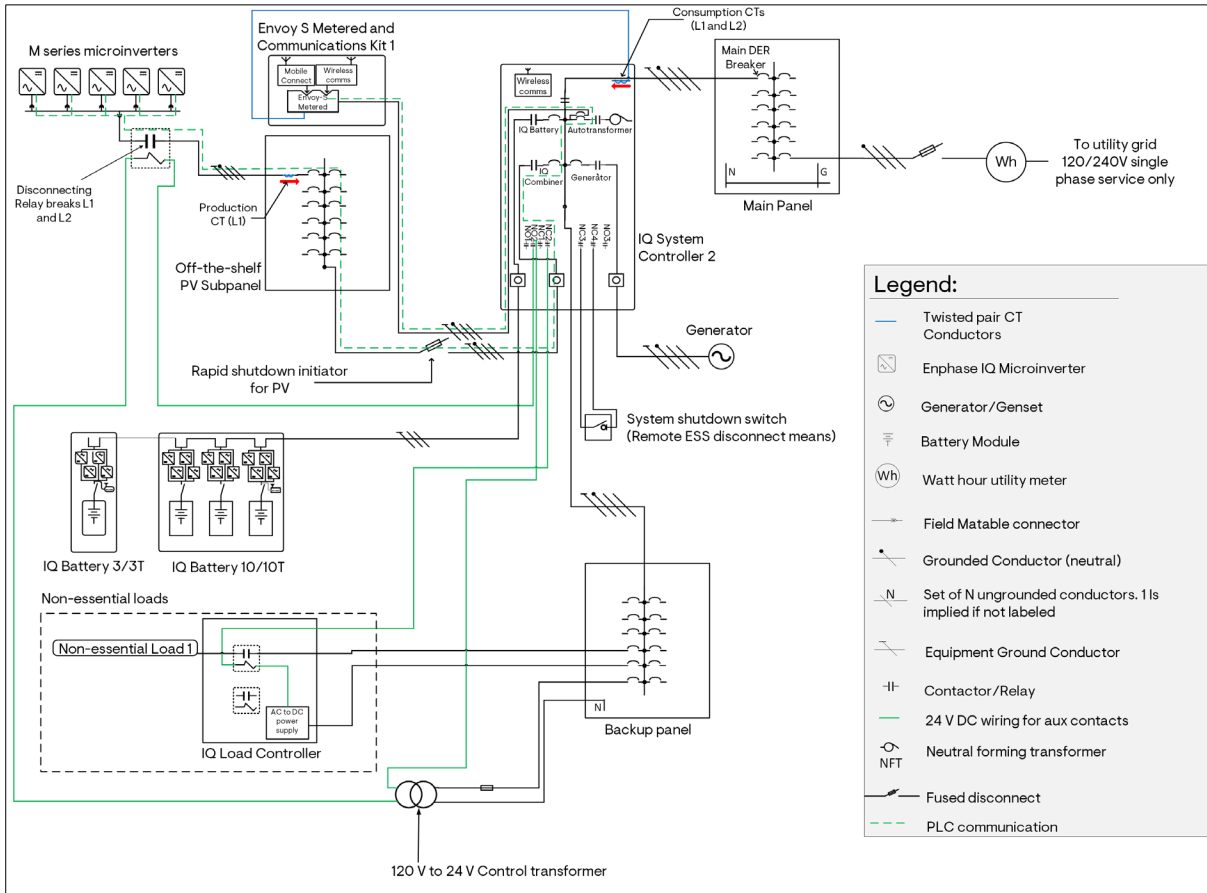 Consumption CTs
(L1 and L2)
Envoy S Metered and
Communications Kit 1
M series microinverters
Mobile
Connect
Wireless
comms
Envoy-S
Metered
Wireless
comms
Main DER
Breaker
IQ Battery
Autotransformer
IQ
Combiner
Generator
To utility grid
120/240V single
phase service only
Wh
N
G
Main Panel
Disconnecting
Relay breaks L1
and L2
Production
CT (L1)
NC1
NC2
NC3
NC4
NO3
IQ System
Controller 2
Off-the-shelf
PV Subpanel
Rapid shutdown initiator
for PV
Generator
System shutdown switch
(Remote ESS disconnect means)
IQ Battery 3/3T
IQ Battery 10/10T
Non-essential loads
Non-essential Load 1
AC to DC
power
supply
IQ Load Controller
N
Backup panel
120 V to 24 V Control transformer
Legend:
Twisted pair CT
Conductors
Enphase IQ Microinverter
Generator/Genset
Battery Module
Wh
Watt hour utility meter
Field Matable connector
Grounded Conductor (neutral)
N
Set of N ungrounded conductors. 1 Is
implied if not labeled
Equipment Ground Conductor
Contactor/Relay
24 V DC wiring for aux contacts
NFT
Neutral forming transformer
Fused disconnect
PLC communication